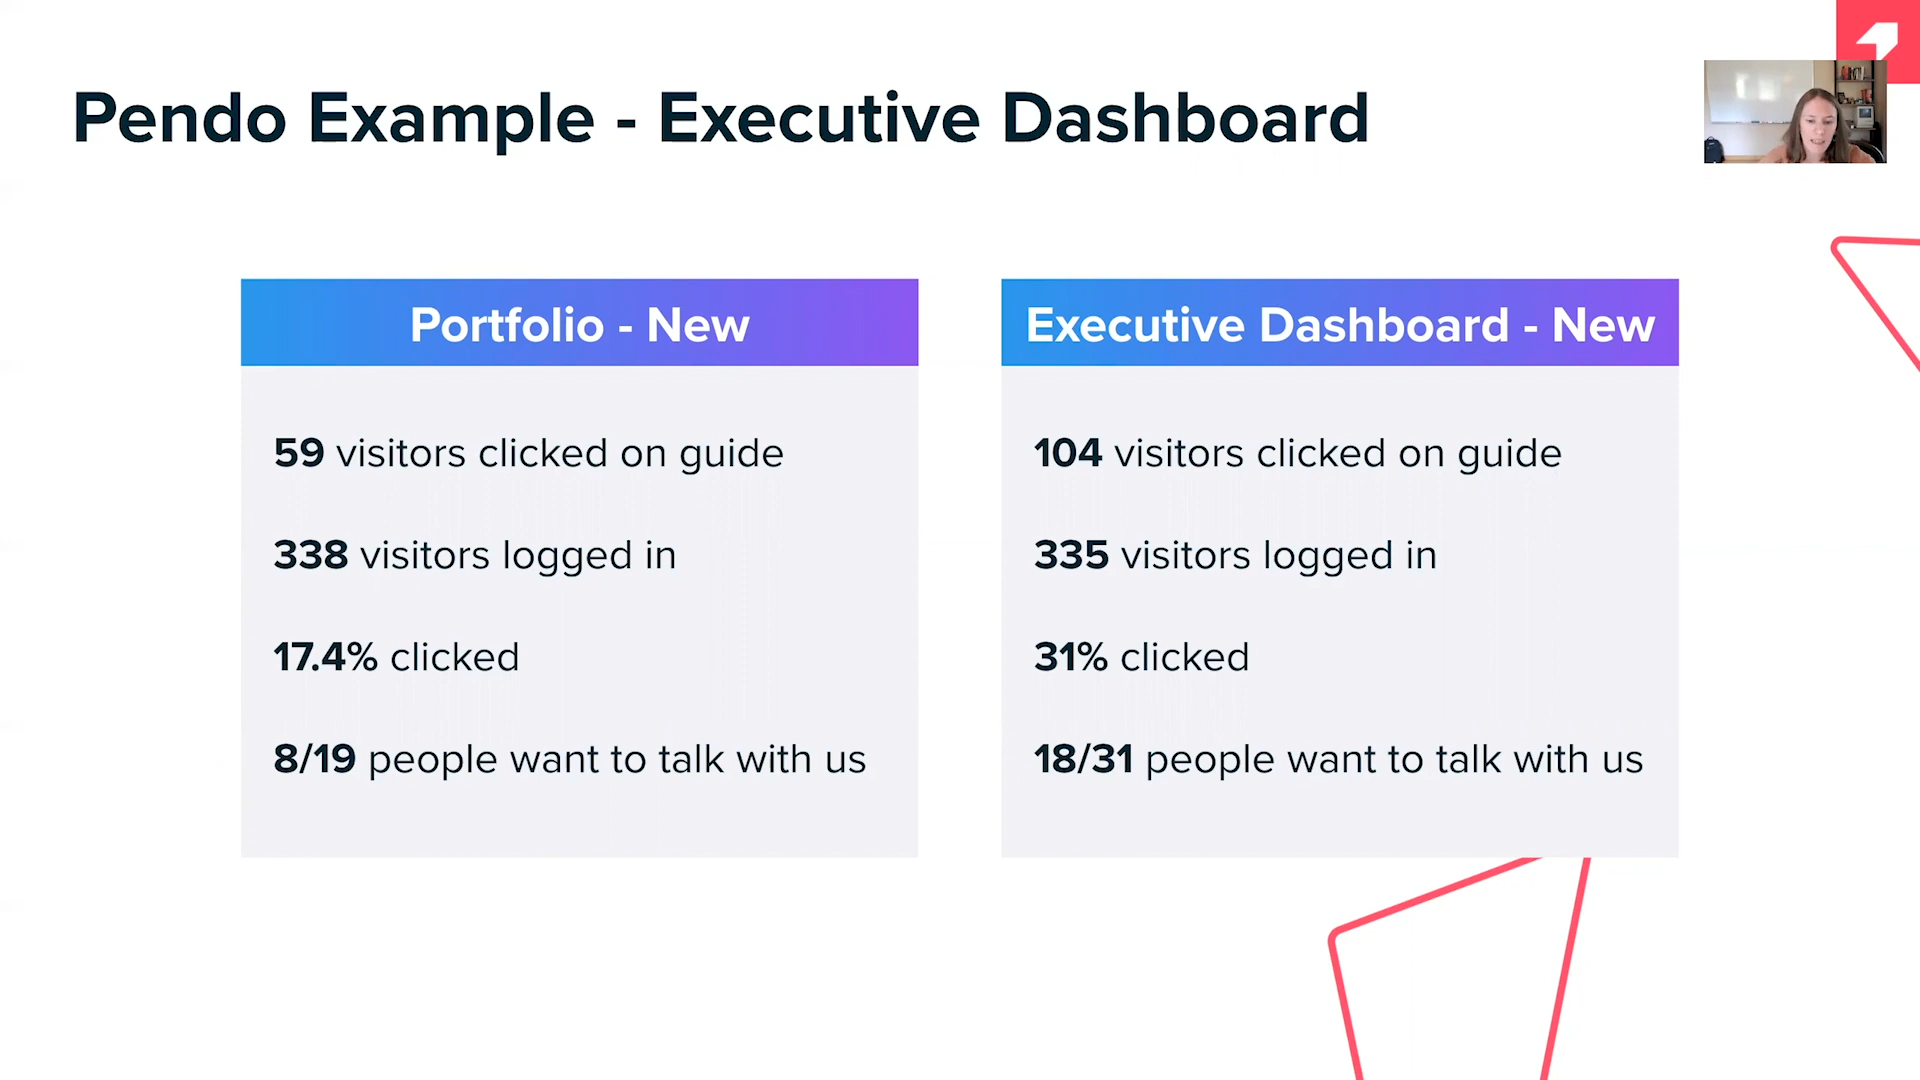 Pendo Example - Executive Dashboard
Portfolio - New
59 visitors clicked on guide
338 visitors logged in
17.4% clicked
8/19 people want to talk with us
Executive Dashboard - New
104 visitors clicked on guide
335 visitors logged in
31% clicked
18/31 people want to talk with us